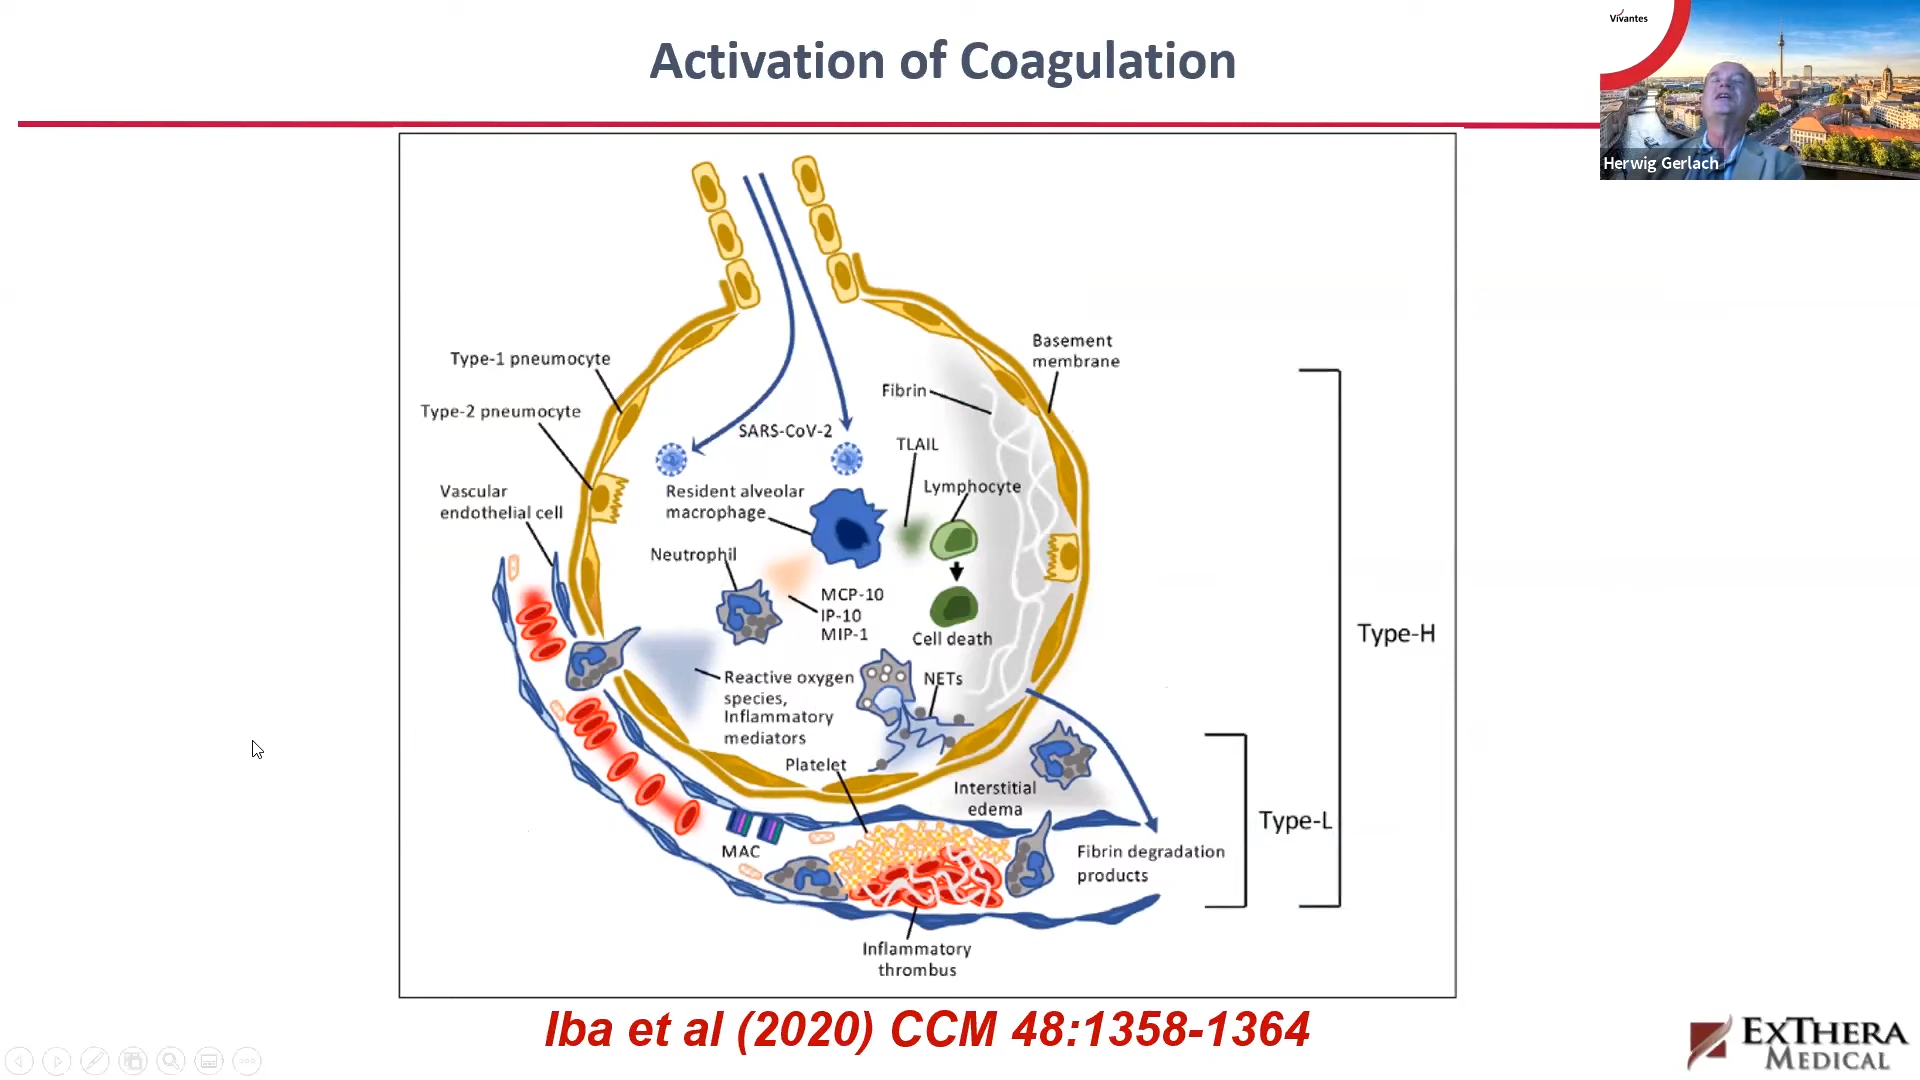 Activation of Coagulation
Vivantes
Herwig Gerlach
Type-1 pneumocyte
Type-2 pneumocyte
Vascular
endothelial cell
Basement
membrane
Fibrin
SARS-CoV-2
TLAIL
Resident alveolar
macrophage
Lymphocyte
Neutrophil
MCP-10
IP-10
MIP-1
Cell death
Reactive oxygen
species,
Inflammatory
mediators
NETs
Platelet
Interstitial
edema
MAC
Fibrin degradation
products
Inflammatory
thrombus
Type-H
Type-L
Iba et al (2020) CCM 48:1358-1364
EXTHERA
MEDICAL